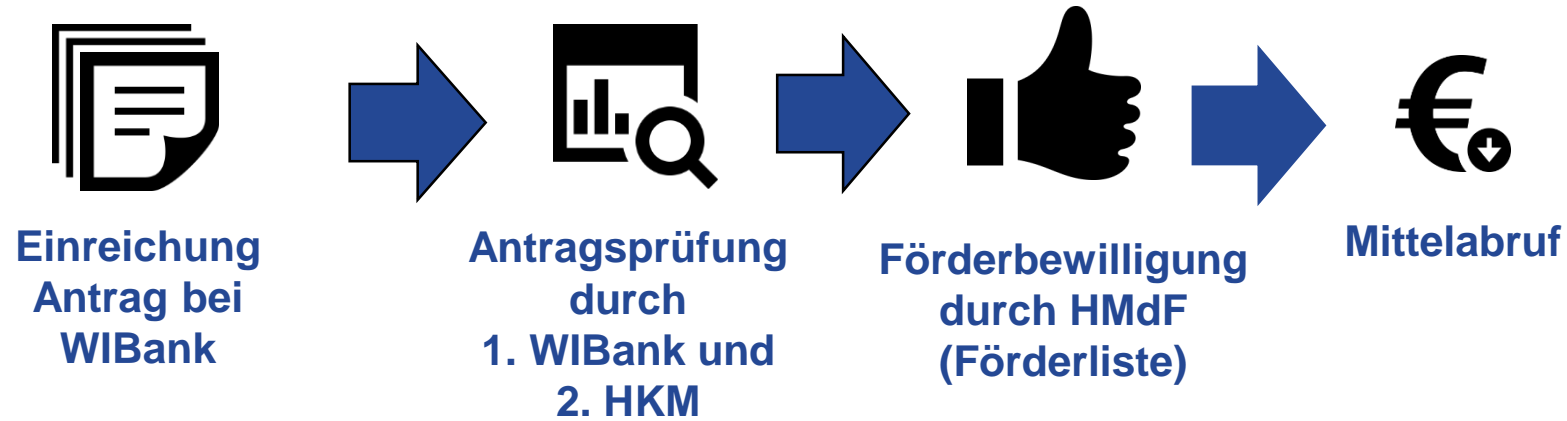 Einreichung
Antrag bei
WIBank
Antragsprüfung
durch
1. WIBank und
2. HKM
Förderbewilligung
durch HMdF
(Förderliste)
Mittelabruf